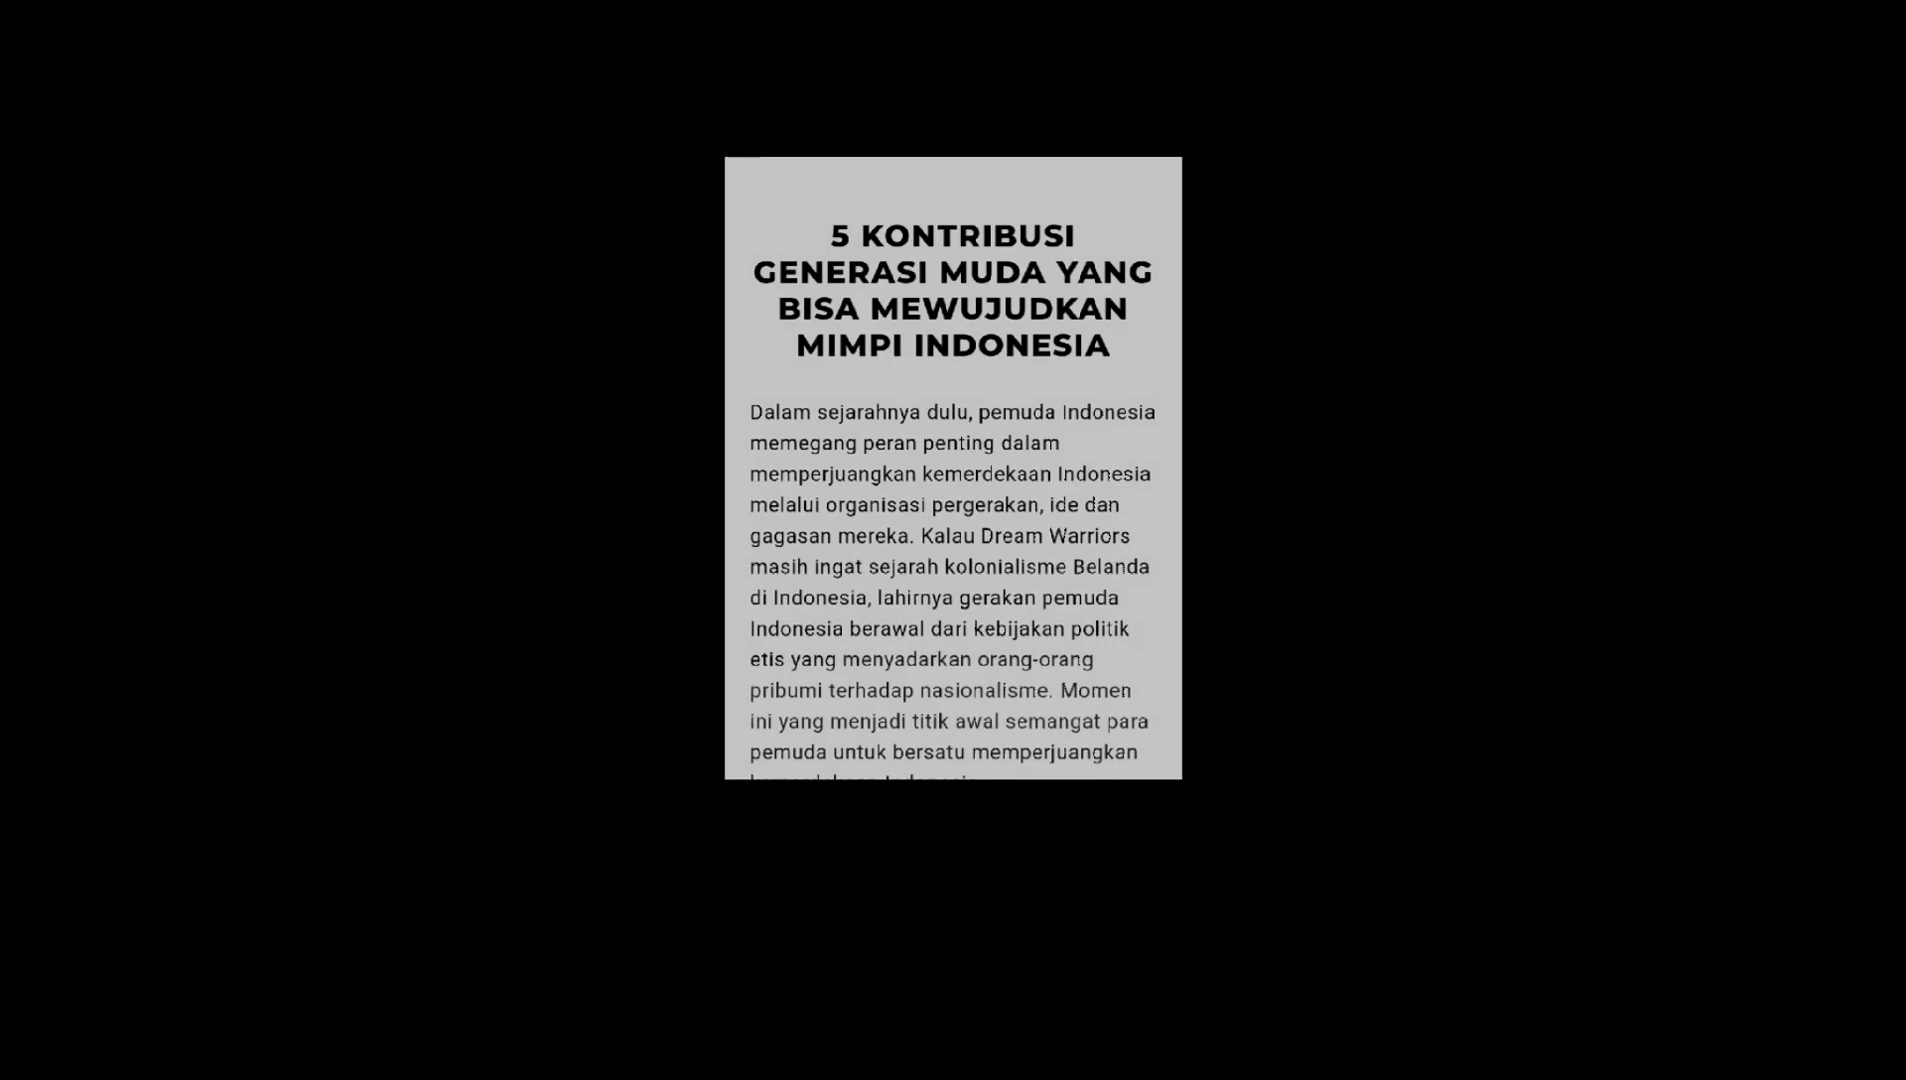 5 KONTRIBUSI
GENERASI MUDA YANG
BISA MEWUJUDKAN
MIMPI INDONESIA
Dalam sejarahnya dulu, pemuda Indonesia
memegang peran penting dalam
memperjuangkan kemerdekaan Indonesia
melalui organisasi pergerakan, ide dan
gagasan mereka. Kalau Dream Warriors
masih ingat sejarah kolonialisme Belanda
di Indonesia, lahirnya gerakan pemuda
Indonesia berawal dari kebijakan politik
etis yang menyadarkan orang-orang
pribumi terhadap nasionalisme. Momen
ini yang menjadi titik awal semangat para
pemuda untuk bersatu memperjuangkan